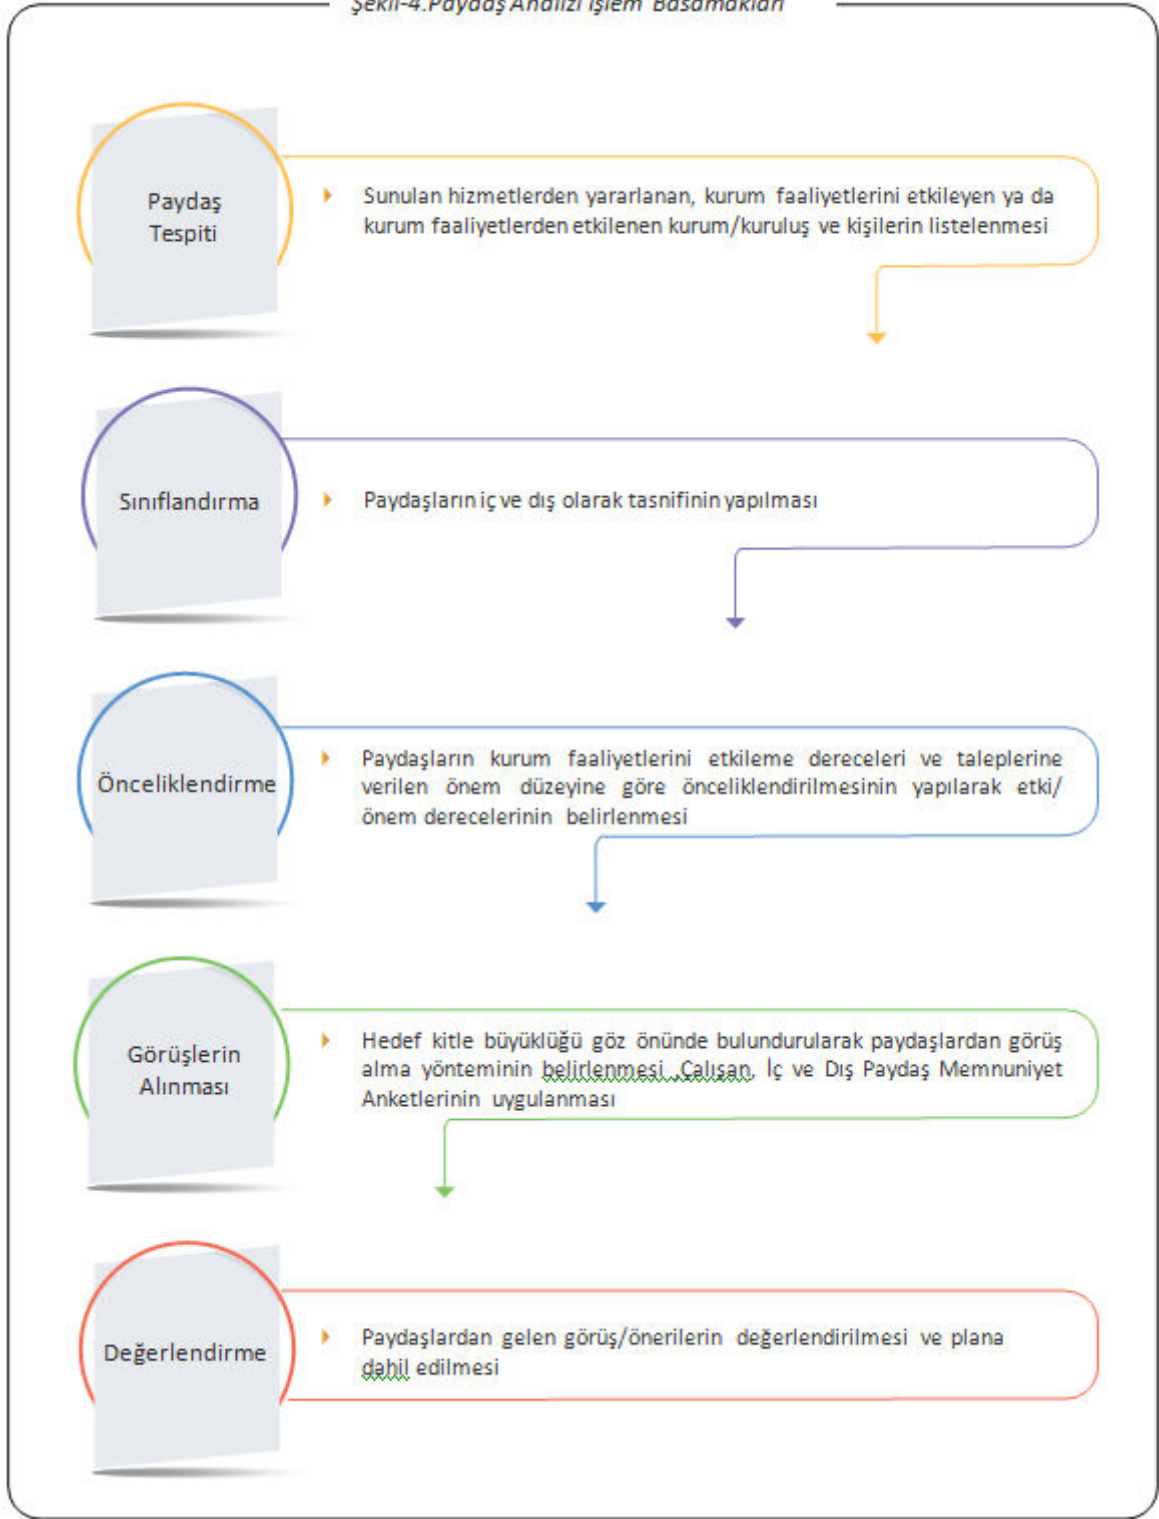 Şekil-4.Paydaş Analizi İşlem Basamakları
Paydaş
Tespiti
Sunulan hizmetlerden yararlanan, kurum faaliyetlerini etkileyen ya da
kurum faaliyetlerden etkilenen kurum/kuruluş ve kişilerin listelenmesi
Sınıflandırma
Paydaşların iç ve dış olarak tasnifinin yapılması
Önceliklendirme
Paydaşların kurum faaliyetlerini etkileme dereceleri ve taleplerine
verilen önem düzeyine göre önceliklendirilmesinin yapılarak etki/
önem derecelerinin belirlenmesi
Görüşlerin
Alınması
Hedef kitle büyüklüğü göz önünde bulundurularak paydaşlardan görüş
alma yönteminin belirlenmesi ,Çalışan, İç ve Dış Paydaş Memnuniyet
Anketlerinin uygulanması
Değerlendirme
Paydaşlardan gelen görüş/önerilerin değerlendirilmesi ve plana
dahil edilmesi